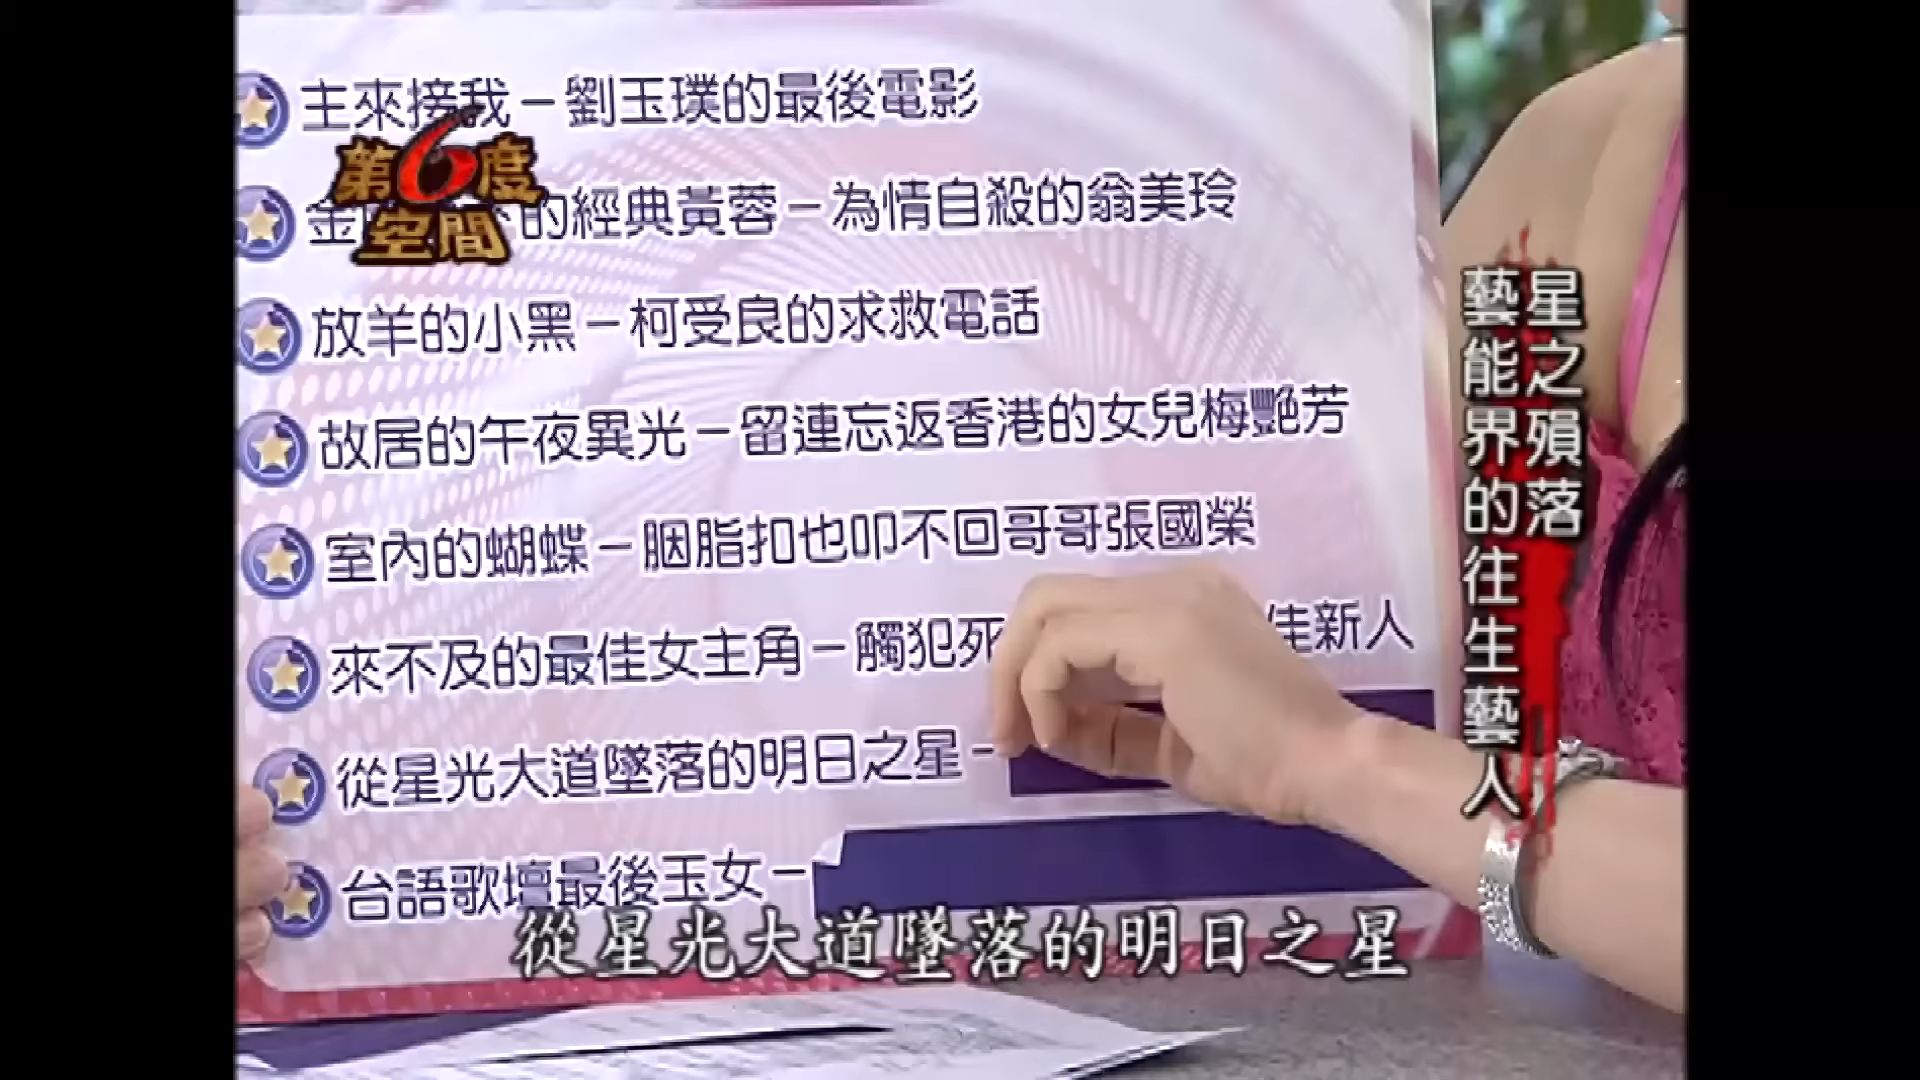 主來接我－劉玉璞的最後電影
第6度空間
金 的經典黃蓉－為情自殺的翁美玲
放羊的小黑－柯受良的求救電話
故居的午夜異光－留連忘返香港的女兒梅艷芳
室內的蝴蝶－胭脂扣也叩不回哥哥張國榮
來不及的最佳女主角－觸犯死 佳新人
從星光大道墜落的明日之星－
台語歌壇最後玉女－
從星光大道墜落的明日之星
星之殞落
藝能界的往生藝人